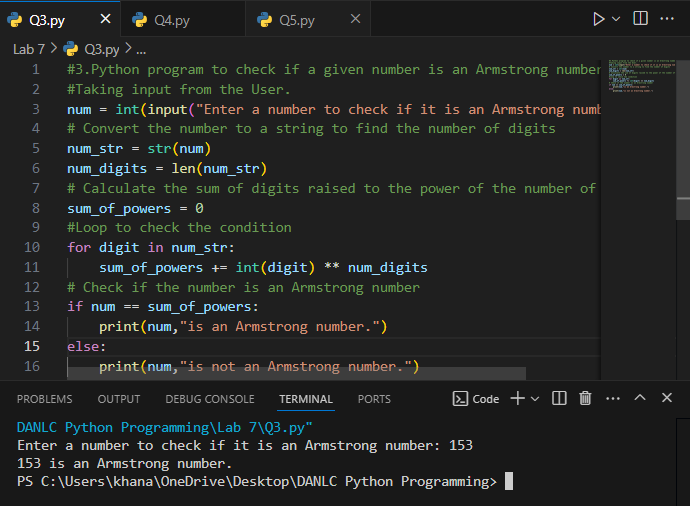 Q3.py Q4.py Q5.py
Lab 7 > Q3.py > ...
1 #3.Python program to check if a given number is an Armstrong number
2 #Taking input from the User.
3 num = int(input("Enter a number to check if it is an Armstrong numb
4 # Convert the number to a string to find the number of digits
5 num_str = str(num)
6 num_digits = len(num_str)
7 # Calculate the sum of digits raised to the power of the number of
8 sum_of_powers = 0
9 #Loop to check the condition
10 for digit in num_str:
11     sum_of_powers += int(digit) ** num_digits
12 # Check if the number is an Armstrong number
13 if num == sum_of_powers:
14     print(num,"is an Armstrong number.")
15 else:
16     print(num,"is not an Armstrong number.")
PROBLEMS OUTPUT DEBUG CONSOLE TERMINAL PORTS Code
DANLC Python Programming\Lab 7\Q3.py"
Enter a number to check if it is an Armstrong number: 153
153 is an Armstrong number.
PS C:\Users\khana\OneDrive\Desktop\DANLC Python Programming>